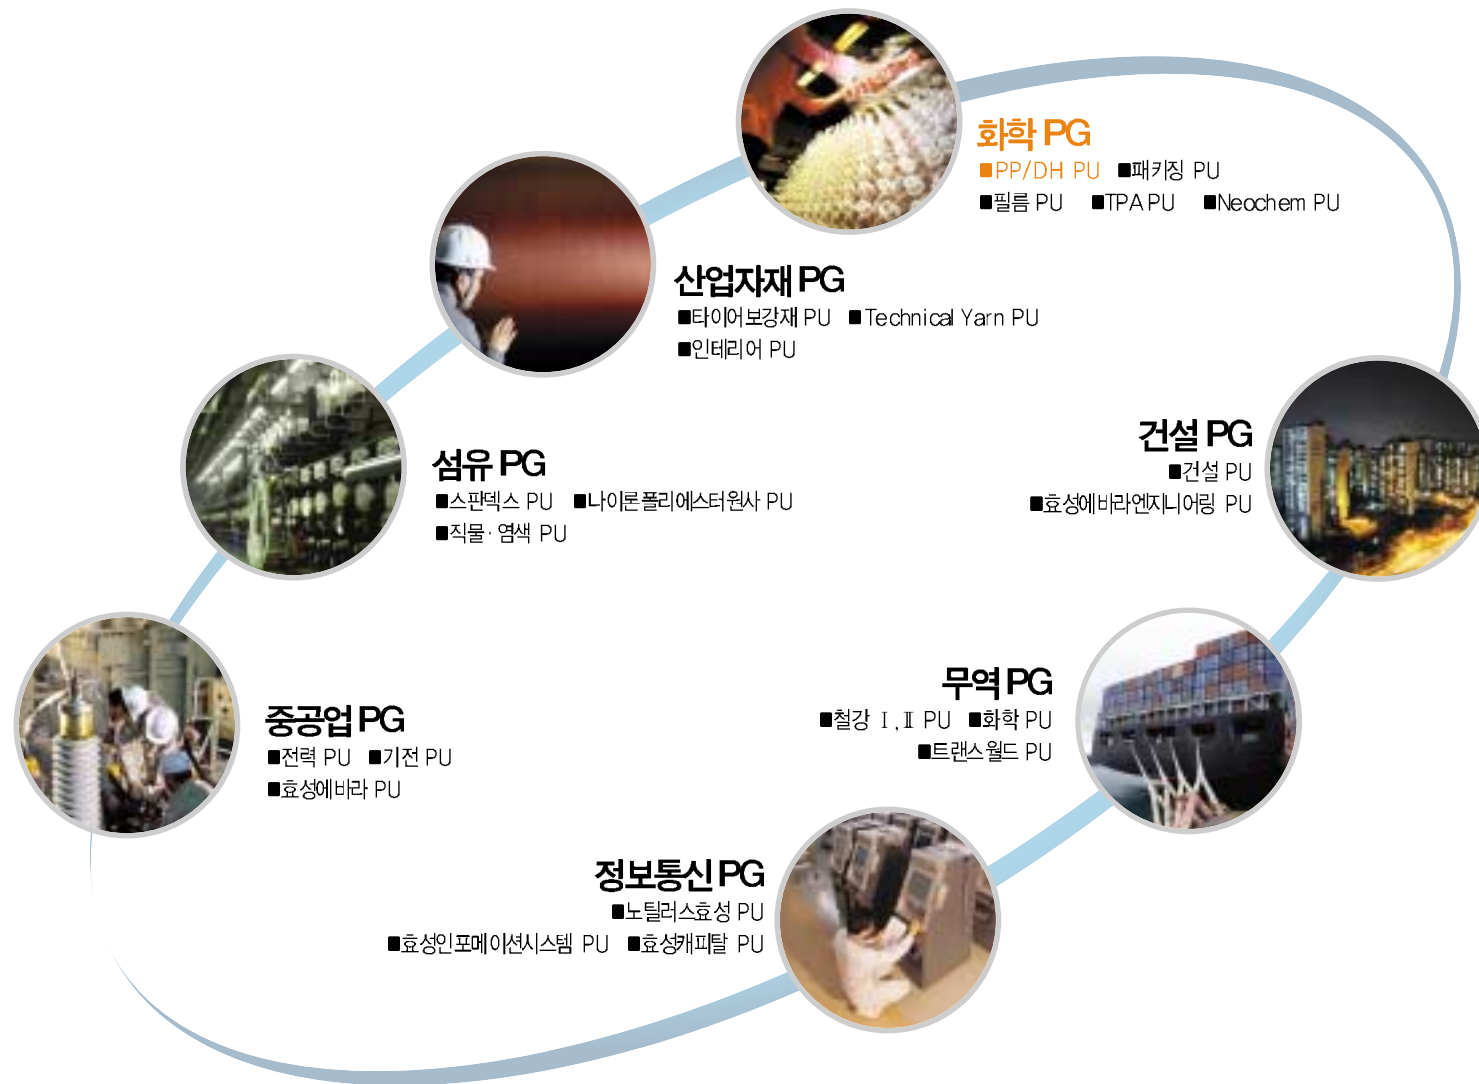 화학 PG
■PP/DH PU ■패키징 PU
■필름 PU ■TPA PU ■Neochem PU
산업자재 PG
■타이어보강재 PU ■Technical Yarn PU
■인테리어 PU
섬유 PG
■스판덱스 PU ■나이론폴리에스터원사 PU
■직물·염색 PU
중공업 PG
■전력 PU ■기전 PU
■효성에바라 PU
건설 PG
■건설 PU
■효성에바라엔지니어링 PU
무역 PG
■철강 Ⅰ,Ⅱ PU ■화학 PU
■트랜스월드 PU
정보통신 PG
■노틸러스효성 PU
■효성인포메이션시스템 PU ■효성캐피탈 PU